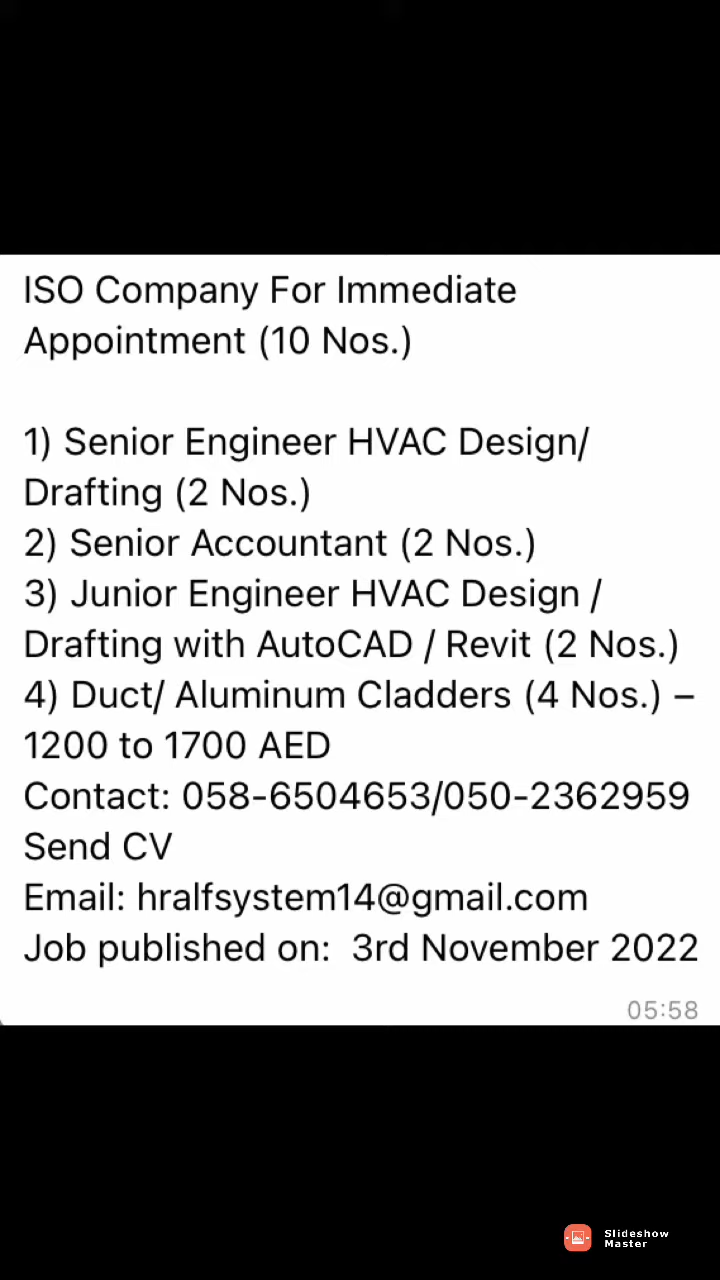 ISO Company For Immediate
Appointment (10 Nos.)
1) Senior Engineer HVAC Design/
Drafting (2 Nos.)
2) Senior Accountant (2 Nos.)
3) Junior Engineer HVAC Design /
Drafting with AutoCAD / Revit (2 Nos.)
4) Duct/ Aluminum Cladders (4 Nos.) –
1200 to 1700 AED
Contact: 058-6504653/050-2362959
Send CV
Email: hralfsystem14@gmail.com
Job published on:  3rd November 2022
05:58
Slideshow
Master